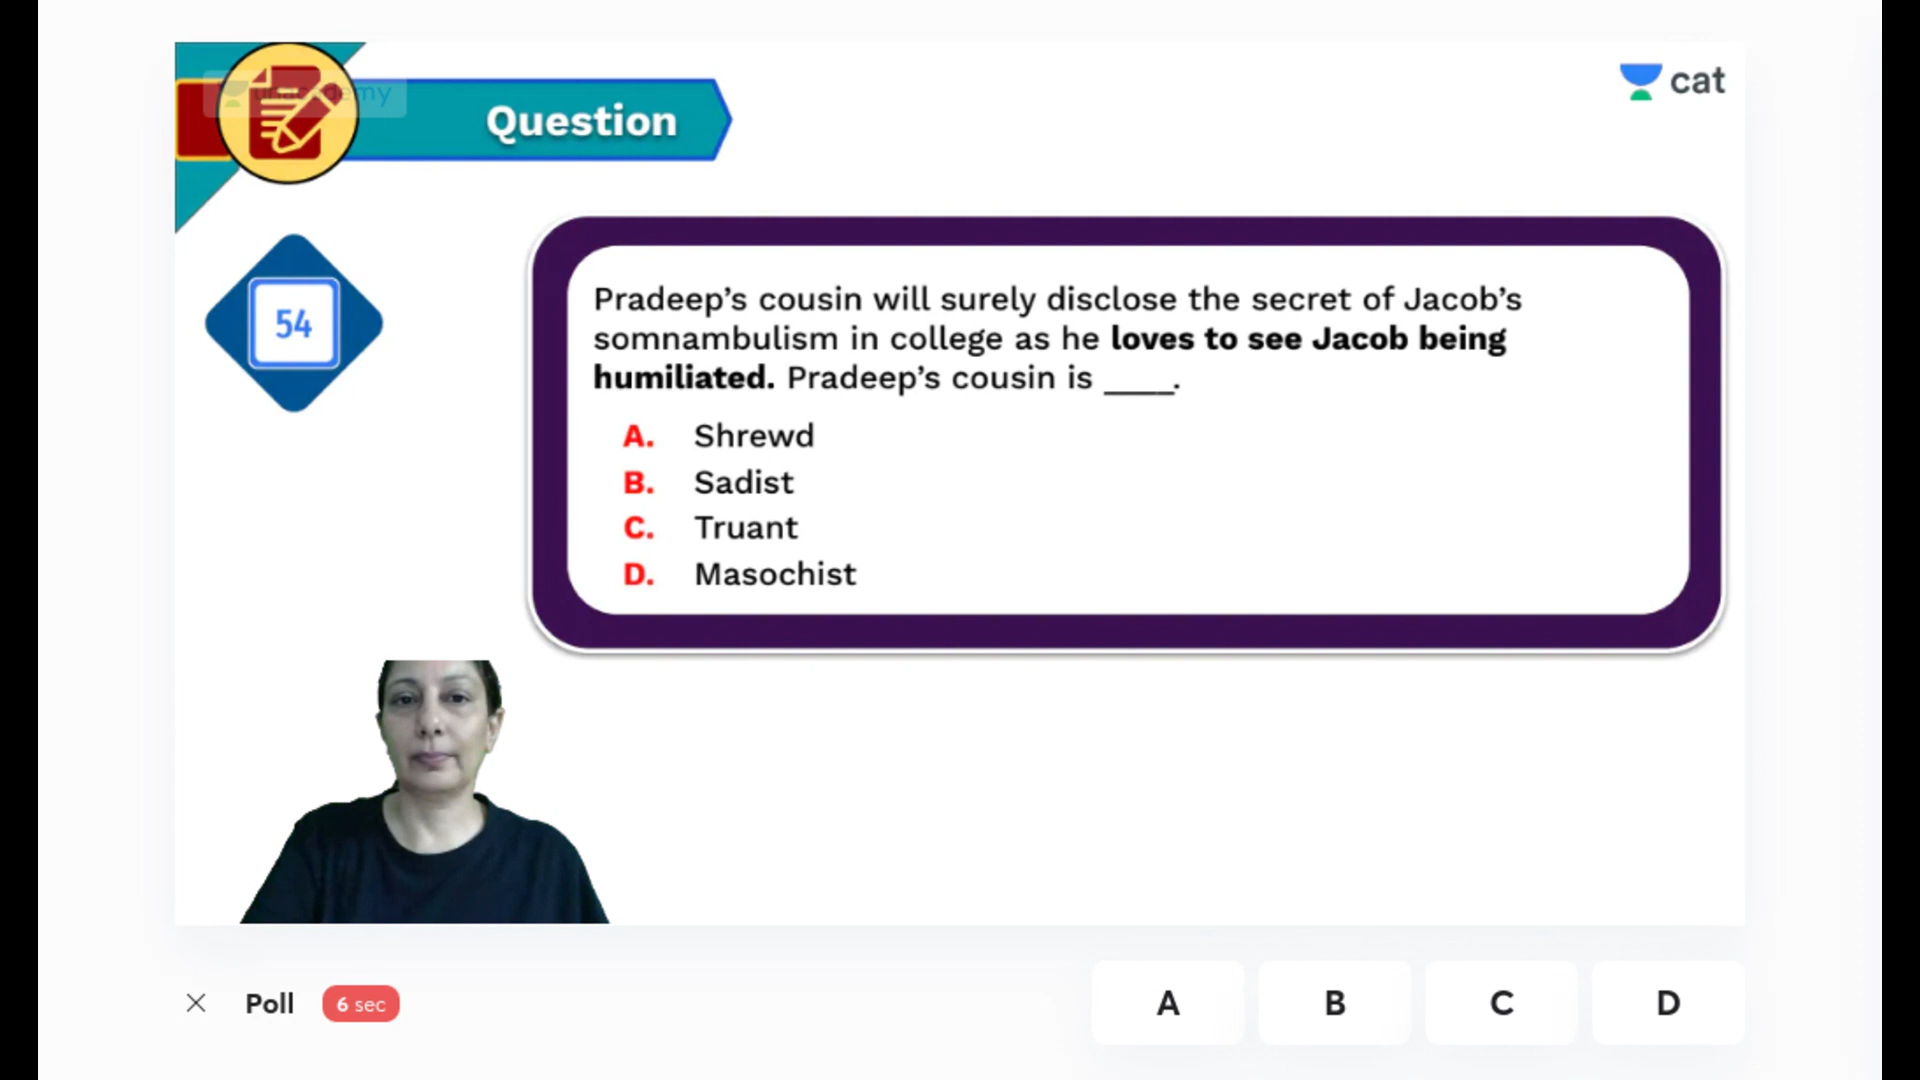 unacademy
Question
cat
54
Pradeep’s cousin will surely disclose the secret of Jacob’s
somnambulism in college as he loves to see Jacob being
humiliated. Pradeep’s cousin is ____.
A. Shrewd
B. Sadist
C. Truant
D. Masochist
Poll 6 sec A B C D